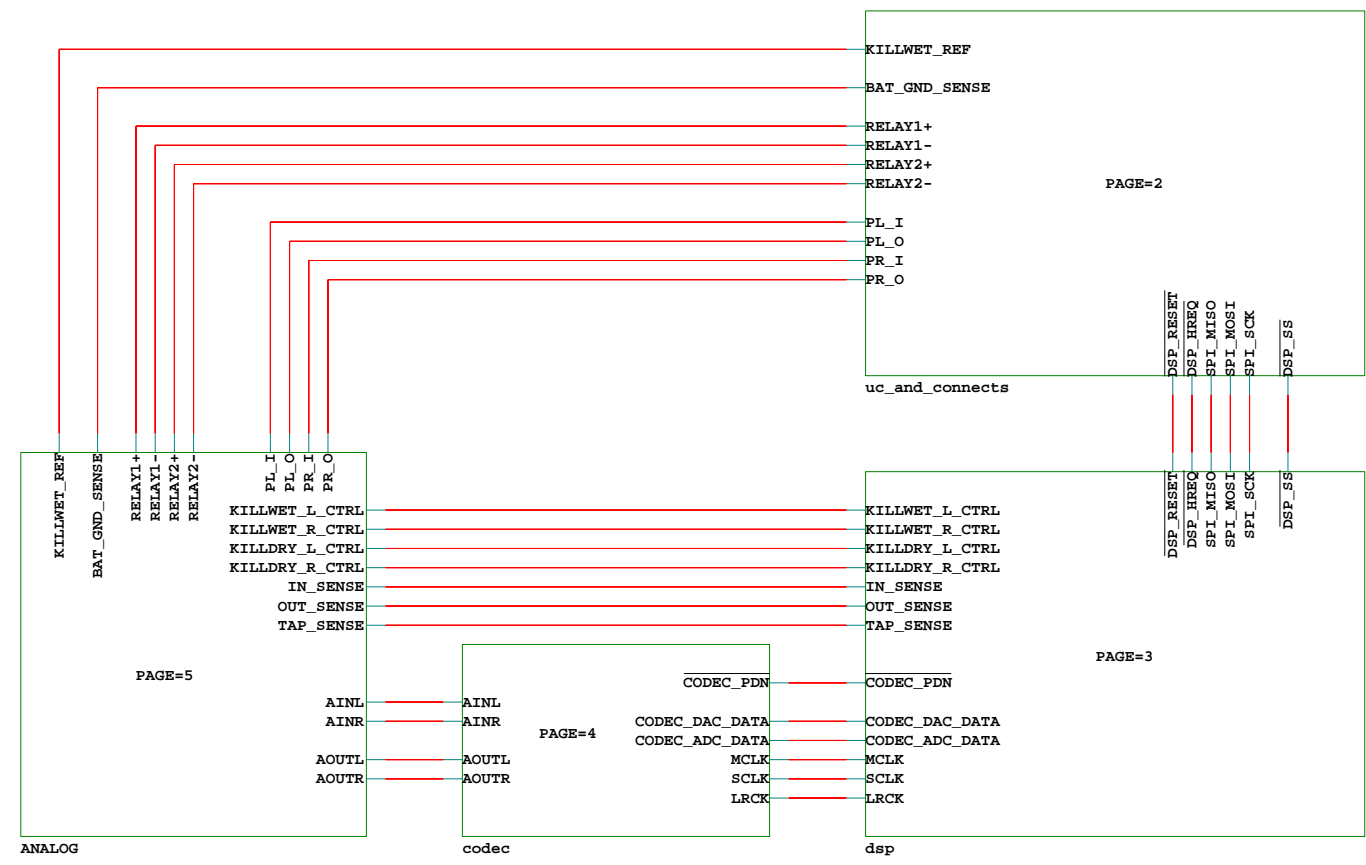 KILLWET_REF
BAT_GND_SENSE
RELAY1+
RELAY1-
RELAY2+
RELAY2-
PAGE=2
PL_I
PL_O
PR_I
PR_O
DSP_RESET
DSP_HREQ
SPI_MISO
SPI_MOSI
SPI_SCK
DSP_SS
uc_and_connects
KILLWET_REF
BAT_GND_SENSE
RELAY1+
RELAY1-
RELAY2+
RELAY2-
PL_I
PL_O
PR_I
PR_O
KILLWET_L_CTRL
KILLWET_R_CTRL
KILLDRY_L_CTRL
KILLDRY_R_CTRL
IN_SENSE
OUT_SENSE
TAP_SENSE
PAGE=5
AINL
AINR
AOUTL
AOUTR
ANALOG
AINL
AINR
AOUTL
AOUTR
PAGE=4
CODEC_PDN
CODEC_DAC_DATA
CODEC_ADC_DATA
MCLK
SCLK
LRCK
codec
DSP_RESET
DSP_HREQ
SPI_MISO
SPI_MOSI
SPI_SCK
DSP_SS
KILLWET_L_CTRL
KILLWET_R_CTRL
KILLDRY_L_CTRL
KILLDRY_R_CTRL
IN_SENSE
OUT_SENSE
TAP_SENSE
PAGE=3
CODEC_PDN
CODEC_DAC_DATA
CODEC_ADC_DATA
MCLK
SCLK
LRCK
dsp